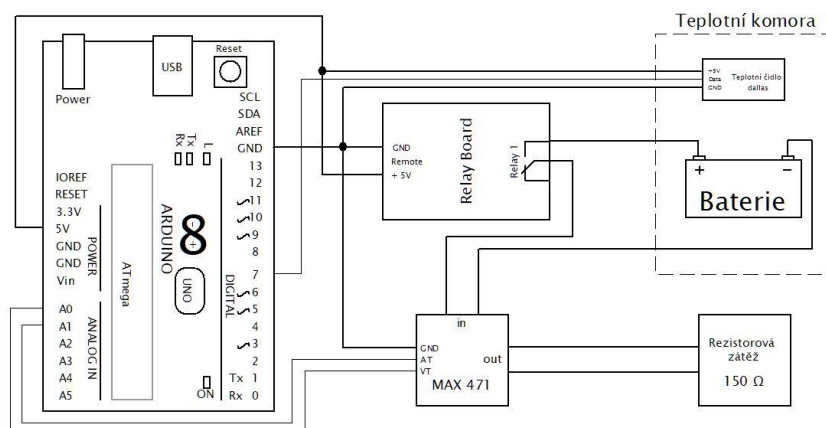 Teplotní komora
Reset
USB
Power
SCL
SDA
AREF
GND
13
12
11
10
9
8
7
6
5
4
3
2
Tx 1
Rx 0
L
Tx
Rx
IOREF
RESET
3.3V
5V
GND
GND
Vin
POWER
A0
A1
A2
A3
A4
A5
ANALOG IN
ATmega
ARDUINO
UNO
DIGITAL
ON
GND
Remote
+ 5V
Relay Board
Relay 1
+5V
Data
GND
Teplotní čidlo
dallas
+ −
Baterie
in
GND
AT
VT
out
MAX 471
Rezistorová
zátěž
150 Ω